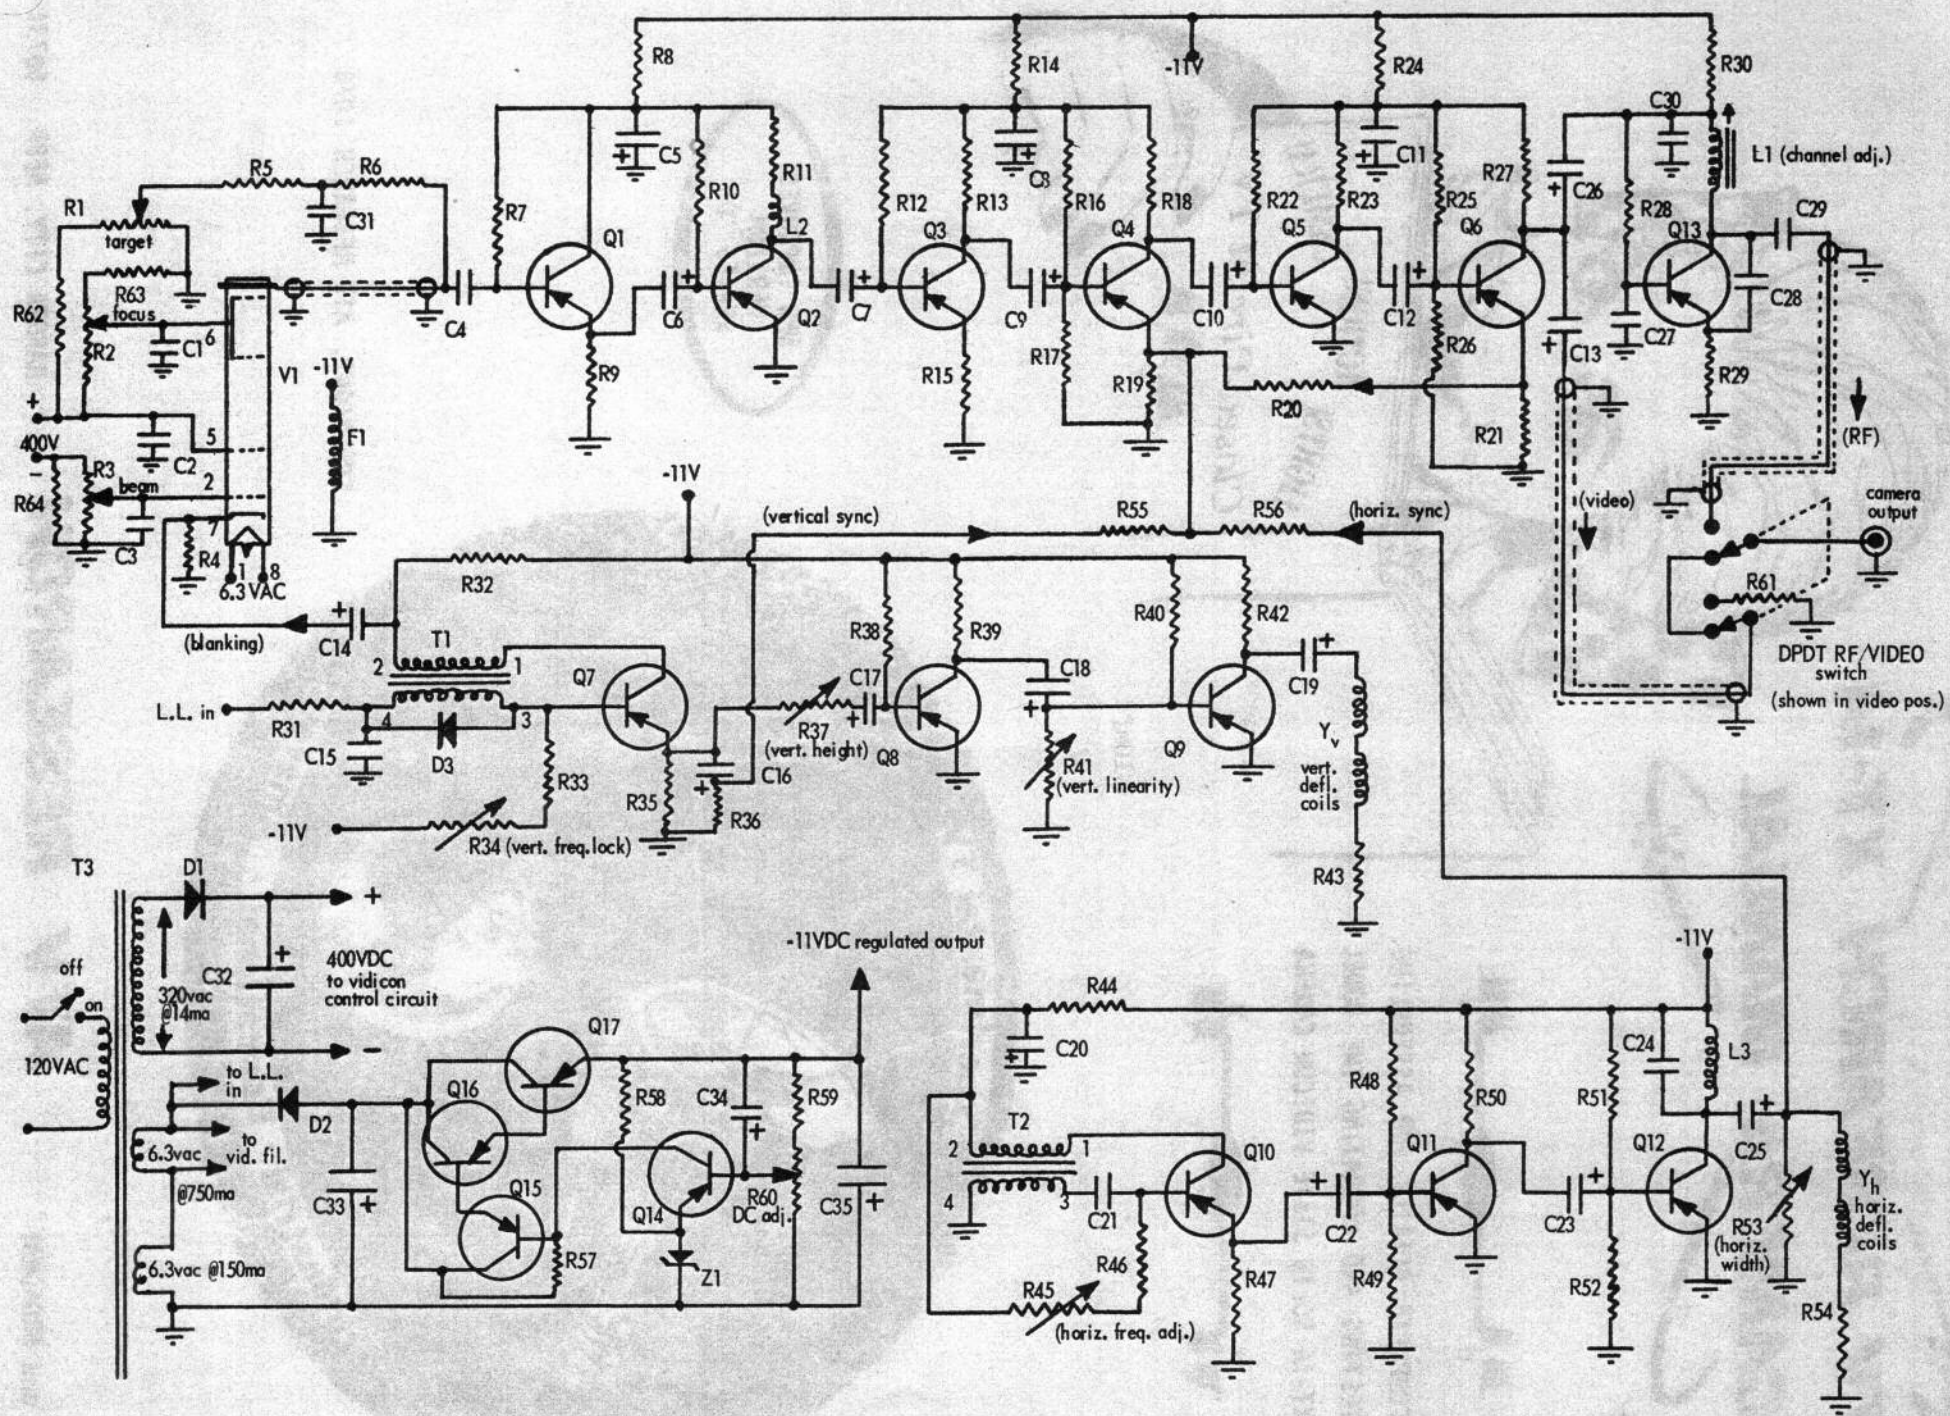 R8
R14
-11V
R24
R30
C30
L1 (channel adj.)
C5
C8
C11
R5
R6
R7
R10
R11
R12
R13
R16
R18
R22
R23
R25
R27
C26
R28
C29
R1
target
C31
Q1
L2
Q3
Q4
Q5
Q6
Q13
R63
focus
R62
R2
C1
6
V1
C4
C6
Q2
C7
C9
C10
C12
C13
C27
C28
-11V
R9
R15
R17
R19
R20
R26
R21
R29
+
400V
-
5
C2
F1
(RF)
R3
beam
2
R64
C3
7
R4
1
8
6.3 VAC
-11V
(vertical sync)
R55
R56
(horiz. sync)
(video)
camera
output
R61
DPDT RF/VIDEO
switch
(shown in video pos.)
R32
(blanking)
+
C14
T1
2
1
Q7
R38
R39
R40
R42
C17
C18
C19
L.L. in
R31
4
3
C15
D3
R33
R35
C16
R36
R37
(vert. height)
Q8
R41
(vert. linearity)
Q9
Yv
vert.
defl.
coils
-11V
R34 (vert. freq.lock)
R43
T3
D1
+
off
on
120VAC
320vac
@14ma
C32
400VDC
to vidicon
control circuit
-
-11VDC regulated output
to L.L.
in
D2
6.3vac
to
vid. fil.
@750ma
C33
6.3vac @150ma
Q16
Q17
Q15
R57
R58
C34
R59
Q14
R60
DC adj.
C35
Z1
R44
C20
-11V
T2
2
1
4
3
C21
Q10
R46
R45
(horiz. freq. adj.)
R47
C22
R48
R49
Q11
R50
C23
R51
R52
Q12
C24
L3
C25
R53
(horiz.
width)
Yh
horiz.
defl.
coils
R54